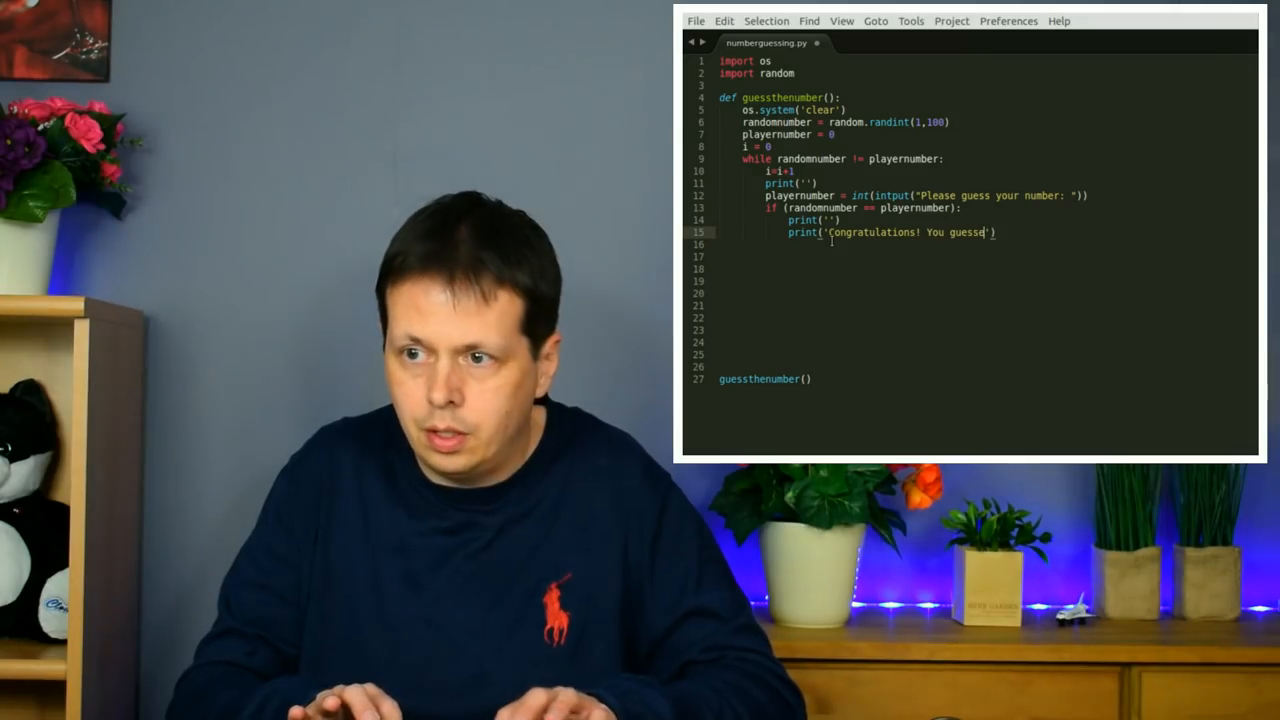 File Edit Selection Find View Goto Tools Project Preferences Help
numberguessing.py
1 import os
2 import random
3
4 def guessthenumber():
5 os.system('clear')
6 randomnumber = random.randint(1,100)
7 playernumber = 0
8 i = 0
9 while randomnumber != playernumber:
10 i=i+1
11 print('')
12 playernumber = int(intput("Please guess your number: "))
13 if (randomnumber == playernumber):
14 print('')
15 print('Congratulations! You guesse')
16
17
18
19
20
21
22
23
24
25
26
27 guessthenumber()
HERB GARDEN